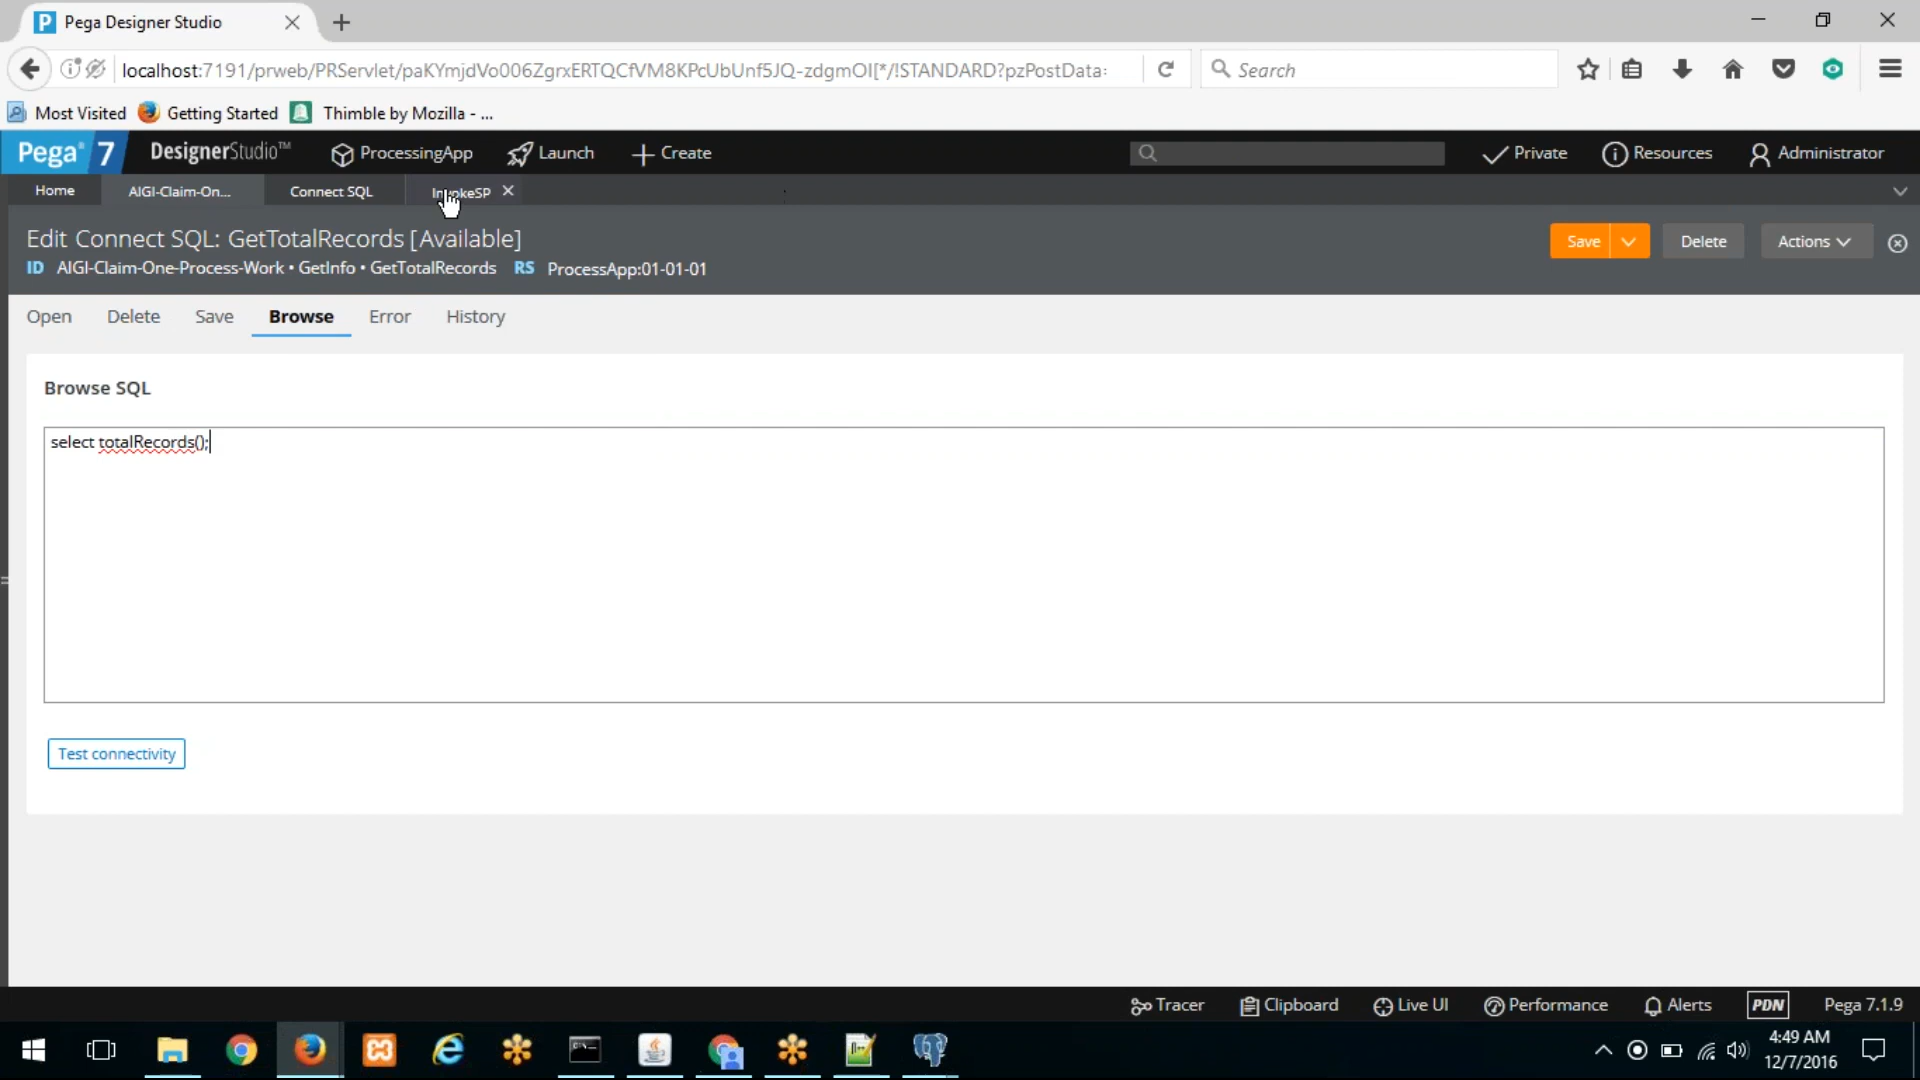 Pega Designer Studio
localhost:7191/prweb/PRServlet/paKYmjdVo006ZgrxERTQCfVM8KPcUbUnf5JQ-zdgmOI[*/!STANDARD?pzPostData:
Search
Most Visited Getting Started Thimble by Mozilla - ...
Pega 7 DesignerStudio™ ProcessingApp Launch Create Private Resources Administrator
Home AIGI-Claim-On... Connect SQL InvokeSP
Edit Connect SQL: GetTotalRecords [Available]
Save Delete Actions
ID AIGI-Claim-One-Process-Work • GetInfo • GetTotalRecords RS ProcessApp:01-01-01
Open Delete Save Browse Error History
Browse SQL
select totalRecords();
Test connectivity
Tracer Clipboard Live UI Performance Alerts PDN Pega 7.1.9
4:49 AM
12/7/2016